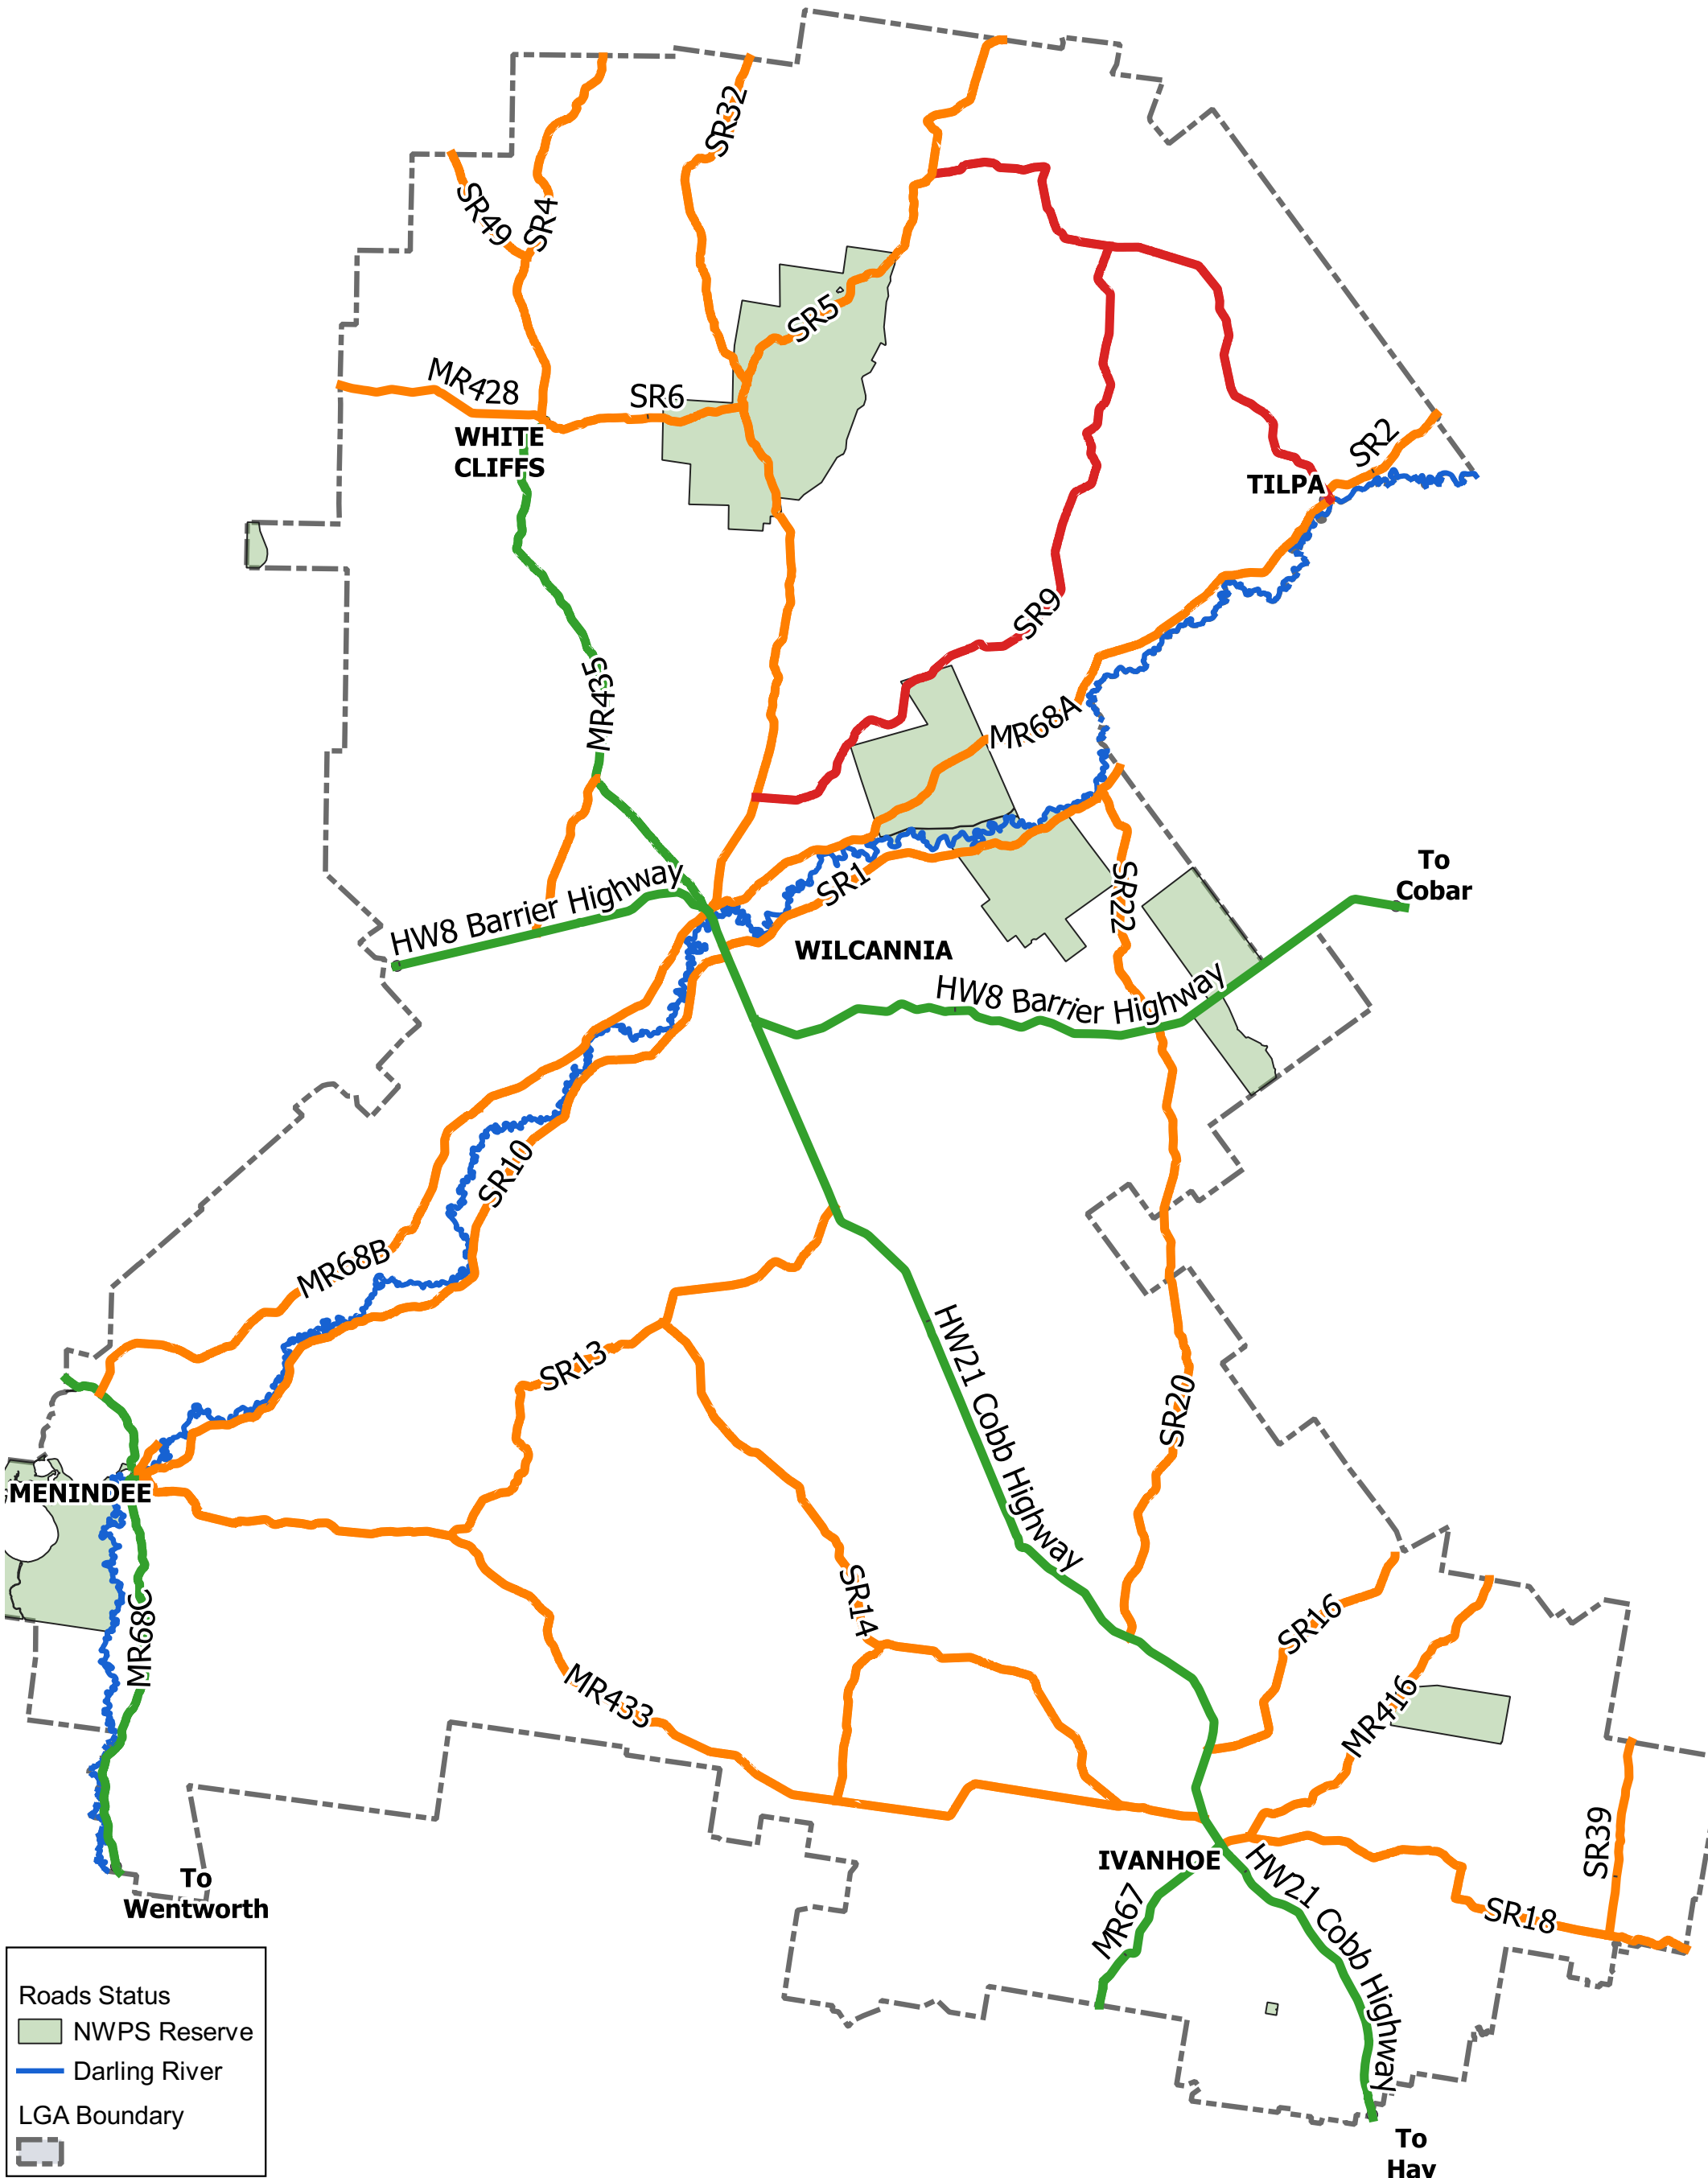 SR32
SR49
SR4
SR5
MR428
SR6
WHITE
CLIFFS
SR2
TILPA
SR9
MR435
MR68A
SR1
SR22
To
Cobar
HW8 Barrier Highway
WILCANNIA
HW8 Barrier Highway
SR10
MR68B
SR13
HW21 Cobb Highway
SR20
MENINDEE
SR14
SR16
MR68C
MR433
MR416
SR39
IVANHOE
To
Wentworth
MR67
HW21 Cobb Highway
SR18
Roads Status
NWPS Reserve
Darling River
LGA Boundary
To
Hay